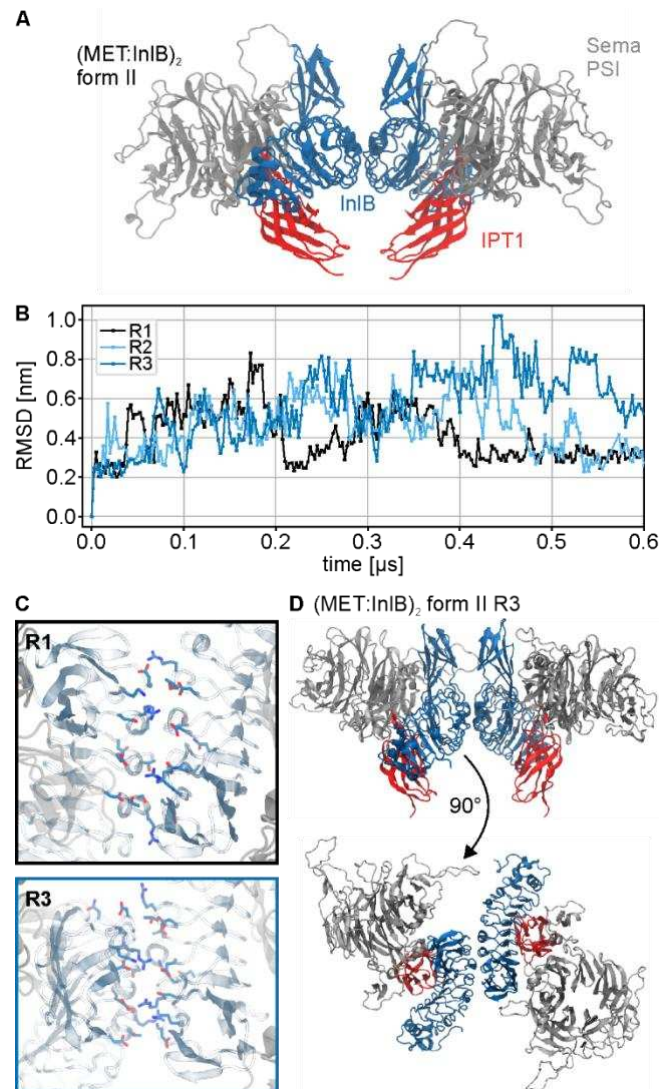 A
(MET:InlB)₂
form II
Sema
PSI
InlB
IPT1
B
R1
R2
R3
RMSD [nm]
1.0
0.8
0.6
0.4
0.2
0.0
0.0 0.1 0.2 0.3 0.4 0.5 0.6
time [µs]
C
R1
R3
D (MET:InlB)₂ form II R3
90°